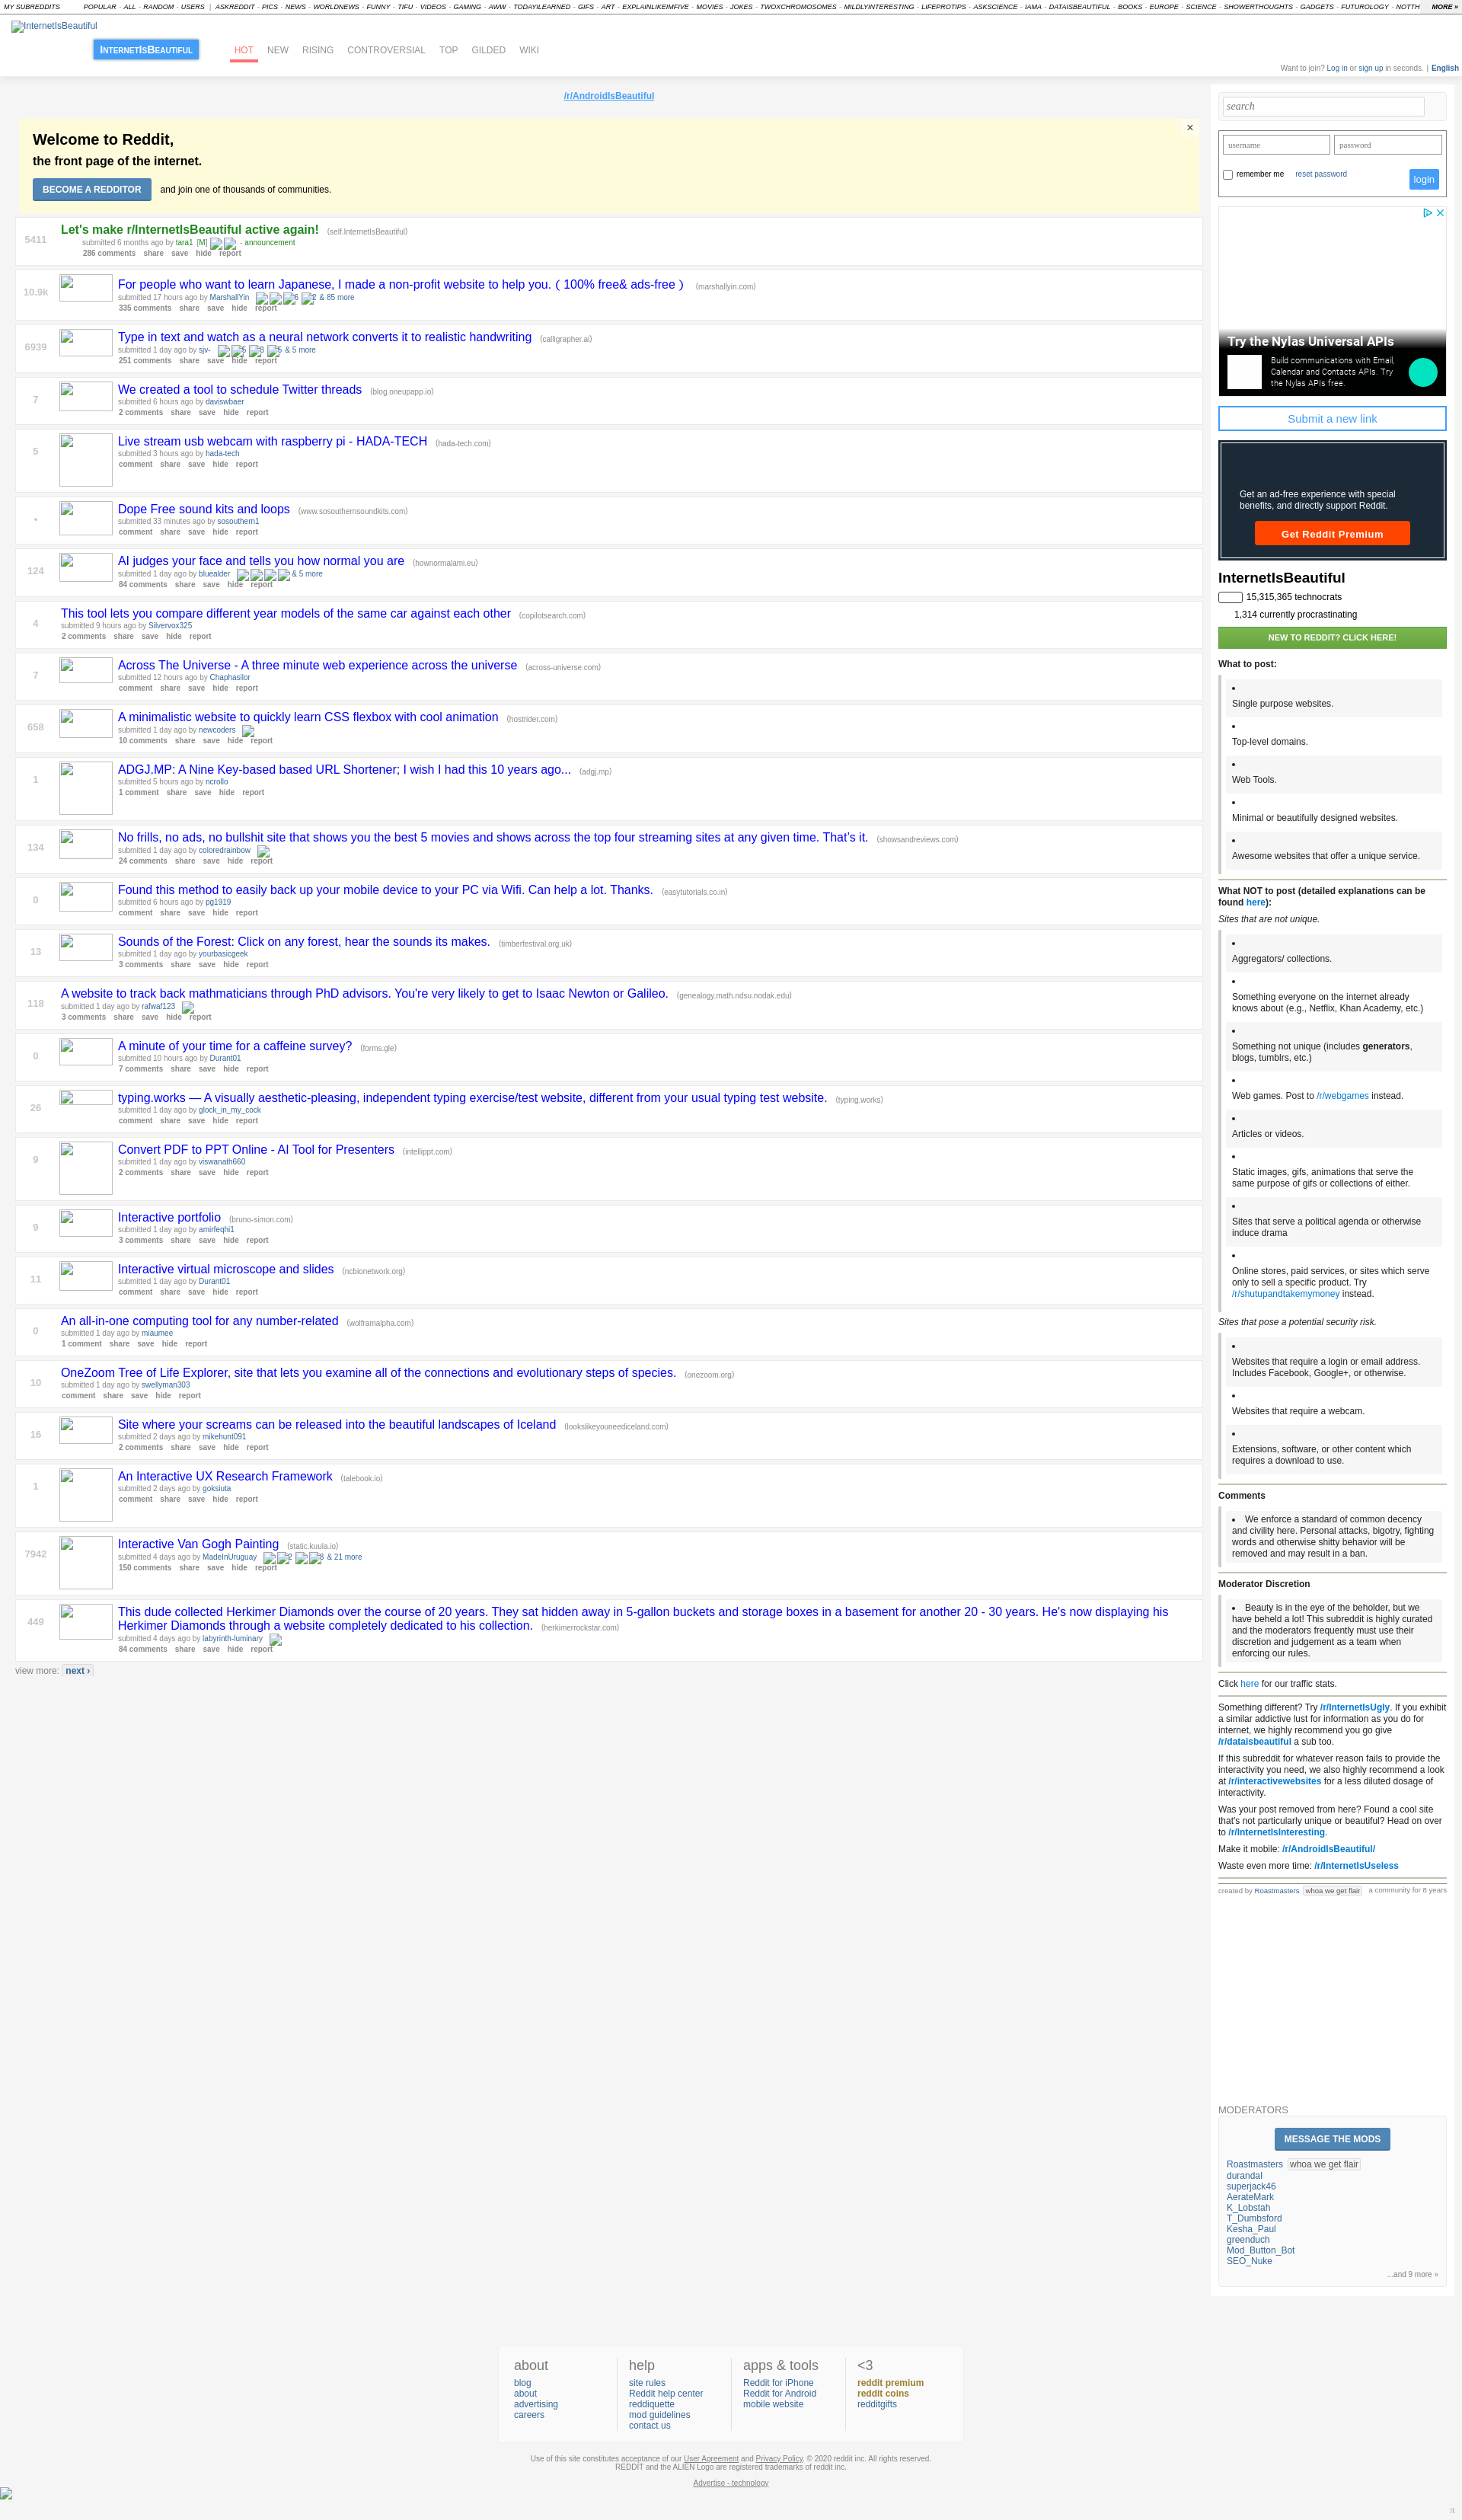 MY SUBREDDITS POPULAR - ALL - RANDOM - USERS | ASKREDDIT - PICS - NEWS - WORLDNEWS - FUNNY - TIFU - VIDEOS - GAMING - AWW - TODAYILEARNED - GIFS - ART - EXPLAINLIKEIMFIVE - MOVIES - JOKES - TWOXCHROMOSOMES - MILDLYINTERESTING - LIFEPROTIPS - ASKSCIENCE - IAMA - DATAISBEAUTIFUL - BOOKS - EUROPE - SCIENCE - SHOWERTHOUGHTS - GADGETS - FUTUROLOGY - NOTTH MORE »
InternetIsBeautiful
InternetIsBeautiful HOT NEW RISING CONTROVERSIAL TOP GILDED WIKI
Want to join? Log in or sign up in seconds. | English
/r/AndroidIsBeautiful
Welcome to Reddit,
the front page of the internet.
BECOME A REDDITOR and join one of thousands of communities.
×
5411
Let's make r/InternetIsBeautiful active again! (self.InternetIsBeautiful)
submitted 6 months ago by tara1 [M] - announcement
286 comments share save hide report
10.9k
For people who want to learn Japanese, I made a non-profit website to help you.（100% free& ad-free） (marshallyin.com)
submitted 17 hours ago by MarshallYin 6 2 & 85 more
335 comments share save hide report
6939
Type in text and watch as a neural network converts it to realistic handwriting (calligrapher.ai)
submitted 1 day ago by sjv- 5 3 5 & 5 more
251 comments share save hide report
7
We created a tool to schedule Twitter threads (blog.oneupapp.io)
submitted 6 hours ago by daviswbaer
2 comments share save hide report
5
Live stream usb webcam with raspberry pi - HADA-TECH (hada-tech.com)
submitted 3 hours ago by hada-tech
comment share save hide report
•
Dope Free sound kits and loops (www.sosouthernsoundkits.com)
submitted 33 minutes ago by sosouthern1
comment share save hide report
124
AI judges your face and tells you how normal you are (hownormalami.eu)
submitted 1 day ago by bluealder & 5 more
84 comments share save hide report
4
This tool lets you compare different year models of the same car against each other (copilotsearch.com)
submitted 9 hours ago by Silvervox325
2 comments share save hide report
7
Across The Universe - A three minute web experience across the universe (across-universe.com)
submitted 12 hours ago by Chaphasilor
comment share save hide report
658
A minimalistic website to quickly learn CSS flexbox with cool animation (hostrider.com)
submitted 1 day ago by newcoders
10 comments share save hide report
1
ADGJ.MP: A Nine Key-based based URL Shortener; I wish I had this 10 years ago... (adgj.mp)
submitted 5 hours ago by ncrollo
1 comment share save hide report
134
No frills, no ads, no bullshit site that shows you the best 5 movies and shows across the top four streaming sites at any given time. That's it. (showsandreviews.com)
submitted 1 day ago by coloredrainbow
24 comments share save hide report
0
Found this method to easily back up your mobile device to your PC via Wifi. Can help a lot. Thanks. (easytutorials.co.in)
submitted 6 hours ago by pg1919
comment share save hide report
13
Sounds of the Forest: Click on any forest, hear the sounds its makes. (timberfestival.org.uk)
submitted 1 day ago by yourbasicgeek
3 comments share save hide report
118
A website to track back mathmaticians through PhD advisors. You're very likely to get to Isaac Newton or Galileo. (genealogy.math.ndsu.nodak.edu)
submitted 1 day ago by rafwaf123
3 comments share save hide report
0
A minute of your time for a caffeine survey? (forms.gle)
submitted 10 hours ago by Durant01
7 comments share save hide report
26
typing.works — A visually aesthetic-pleasing, independent typing exercise/test website, different from your usual typing test website. (typing.works)
submitted 1 day ago by glock_in_my_cock
comment share save hide report
9
Convert PDF to PPT Online - AI Tool for Presenters (intellippt.com)
submitted 1 day ago by viswanath660
2 comments share save hide report
9
Interactive portfolio (bruno-simon.com)
submitted 1 day ago by amirfeqhi1
3 comments share save hide report
11
Interactive virtual microscope and slides (ncbionetwork.org)
submitted 1 day ago by Durant01
comment share save hide report
0
An all-in-one computing tool for any number-related (wolframalpha.com)
submitted 1 day ago by miaumee
1 comment share save hide report
10
OneZoom Tree of Life Explorer, site that lets you examine all of the connections and evolutionary steps of species. (onezoom.org)
submitted 1 day ago by swellyman303
comment share save hide report
16
Site where your screams can be released into the beautiful landscapes of Iceland (lookslikeyouneediceland.com)
submitted 2 days ago by mikehunt091
2 comments share save hide report
1
An Interactive UX Research Framework (talebook.io)
submitted 2 days ago by goksiuta
comment share save hide report
7942
Interactive Van Gogh Painting (static.kuula.io)
submitted 4 days ago by MadeInUruguay 2 3 & 21 more
150 comments share save hide report
449
This dude collected Herkimer Diamonds over the course of 20 years. They sat hidden away in 5-gallon buckets and storage boxes in a basement for another 20 - 30 years. He's now displaying his
Herkimer Diamonds through a website completely dedicated to his collection. (herkimerrockstar.com)
submitted 4 days ago by labyrinth-luminary
84 comments share save hide report
view more: next ›
search
username password
remember me reset password login
Try the Nylas Universal APIs
Build communications with Email,
Calendar and Contacts APIs. Try
the Nylas APIs free.
Submit a new link
Get an ad-free experience with special
benefits, and directly support Reddit.
Get Reddit Premium
InternetIsBeautiful
15,315,365 technocrats
1,314 currently procrastinating
NEW TO REDDIT? CLICK HERE!
What to post:
•
Single purpose websites.
•
Top-level domains.
•
Web Tools.
•
Minimal or beautifully designed websites.
•
Awesome websites that offer a unique service.
What NOT to post (detailed explanations can be
found here):
Sites that are not unique.
•
Aggregators/ collections.
•
Something everyone on the internet already
knows about (e.g., Netflix, Khan Academy, etc.)
•
Something not unique (includes generators,
blogs, tumblrs, etc.)
•
Web games. Post to /r/webgames instead.
•
Articles or videos.
•
Static images, gifs, animations that serve the
same purpose of gifs or collections of either.
•
Sites that serve a political agenda or otherwise
induce drama
•
Online stores, paid services, or sites which serve
only to sell a specific product. Try
/r/shutupandtakemymoney instead.
Sites that pose a potential security risk.
•
Websites that require a login or email address.
Includes Facebook, Google+, or otherwise.
•
Websites that require a webcam.
•
Extensions, software, or other content which
requires a download to use.
Comments
• We enforce a standard of common decency
and civility here. Personal attacks, bigotry, fighting
words and otherwise shitty behavior will be
removed and may result in a ban.
Moderator Discretion
• Beauty is in the eye of the beholder, but we
have beheld a lot! This subreddit is highly curated
and the moderators frequently must use their
discretion and judgement as a team when
enforcing our rules.
Click here for our traffic stats.
Something different? Try /r/InternetIsUgly. If you exhibit
a similar addictive lust for information as you do for
internet, we highly recommend you go give
/r/dataisbeautiful a sub too.
If this subreddit for whatever reason fails to provide the
interactivity you need, we also highly recommend a look
at /r/interactivewebsites for a less diluted dosage of
interactivity.
Was your post removed from here? Found a cool site
that's not particularly unique or beautiful? Head on over
to /r/InternetIsInteresting.
Make it mobile: /r/AndroidIsBeautiful/
Waste even more time: /r/InternetIsUseless
created by Roastmasters whoa we get flair a community for 8 years
MODERATORS
MESSAGE THE MODS
Roastmasters whoa we get flair
durandal
superjack46
AerateMark
K_Lobstah
T_Dumbsford
Kesha_Paul
greenduch
Mod_Button_Bot
SEO_Nuke
...and 9 more »
about
blog
about
advertising
careers
help
site rules
Reddit help center
reddiquette
mod guidelines
contact us
apps & tools
Reddit for iPhone
Reddit for Android
mobile website
<3
reddit premium
reddit coins
redditgifts
Use of this site constitutes acceptance of our User Agreement and Privacy Policy. © 2020 reddit inc. All rights reserved.
REDDIT and the ALIEN Logo are registered trademarks of reddit inc.
Advertise - technology
π